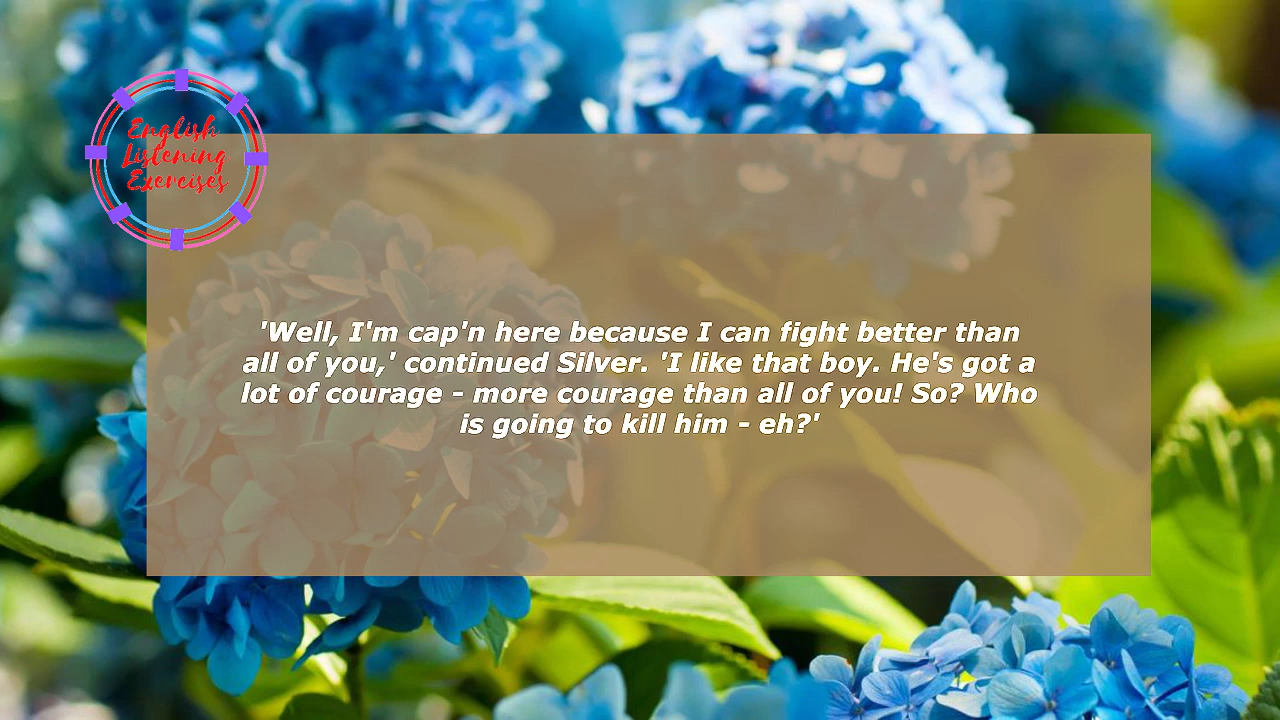 English
Listening
Exercises
'Well, I'm cap'n here because I can fight better than
all of you,' continued Silver. 'I like that boy. He's got a
lot of courage - more courage than all of you! So? Who
is going to kill him - eh?'